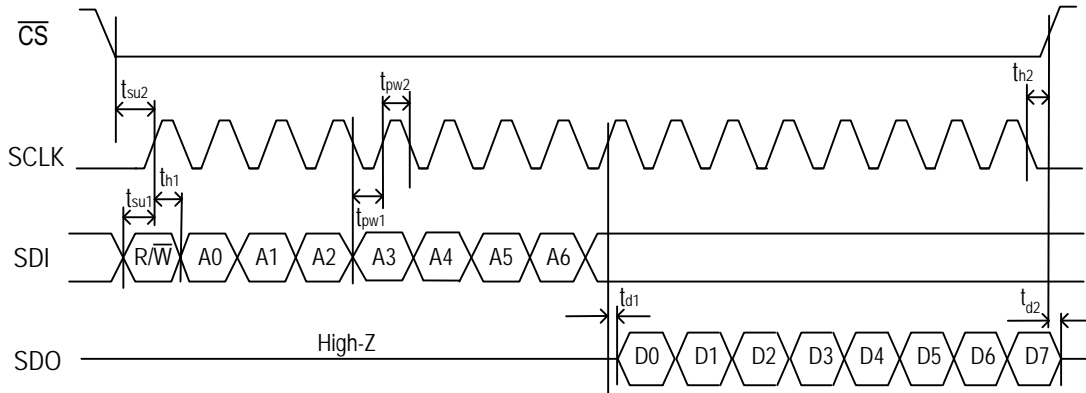 CS
tsu2
tpw2
th2
SCLK
tsu1
th1
tpw1
SDI
R/W
A0
A1
A2
A3
A4
A5
A6
td1
td2
SDO
High-Z
D0
D1
D2
D3
D4
D5
D6
D7